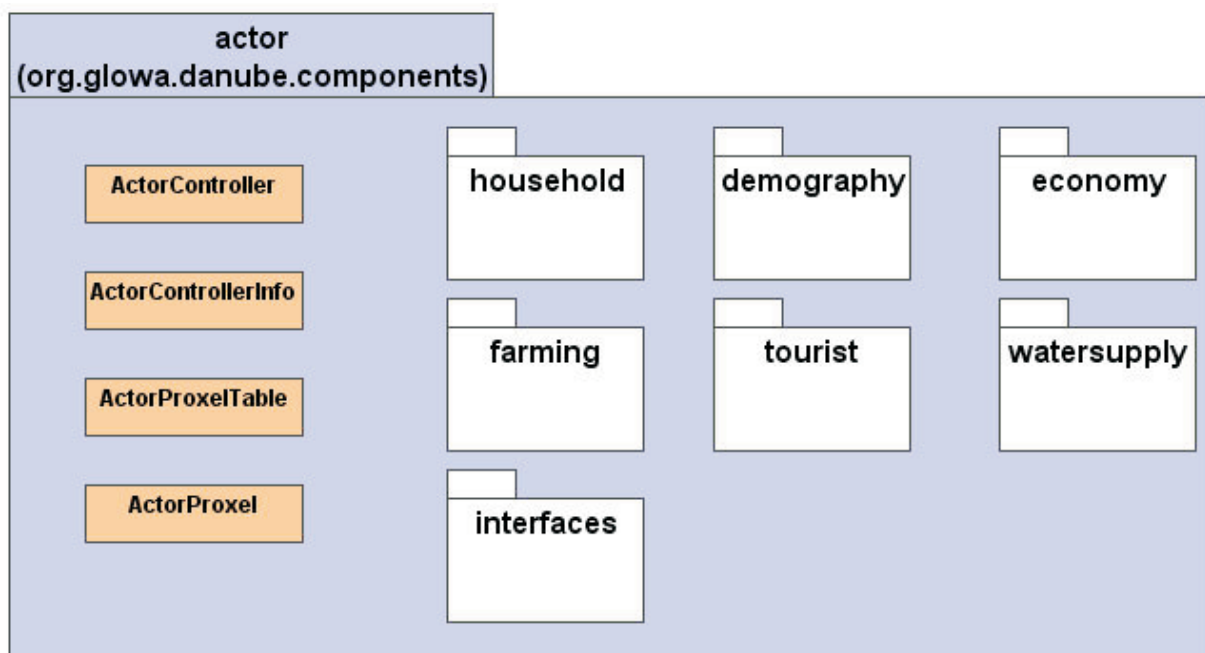 actor
(org.glowa.danube.components)
ActorController
ActorControllerInfo
ActorProxelTable
ActorProxel
household
demography
economy
farming
tourist
watersupply
interfaces